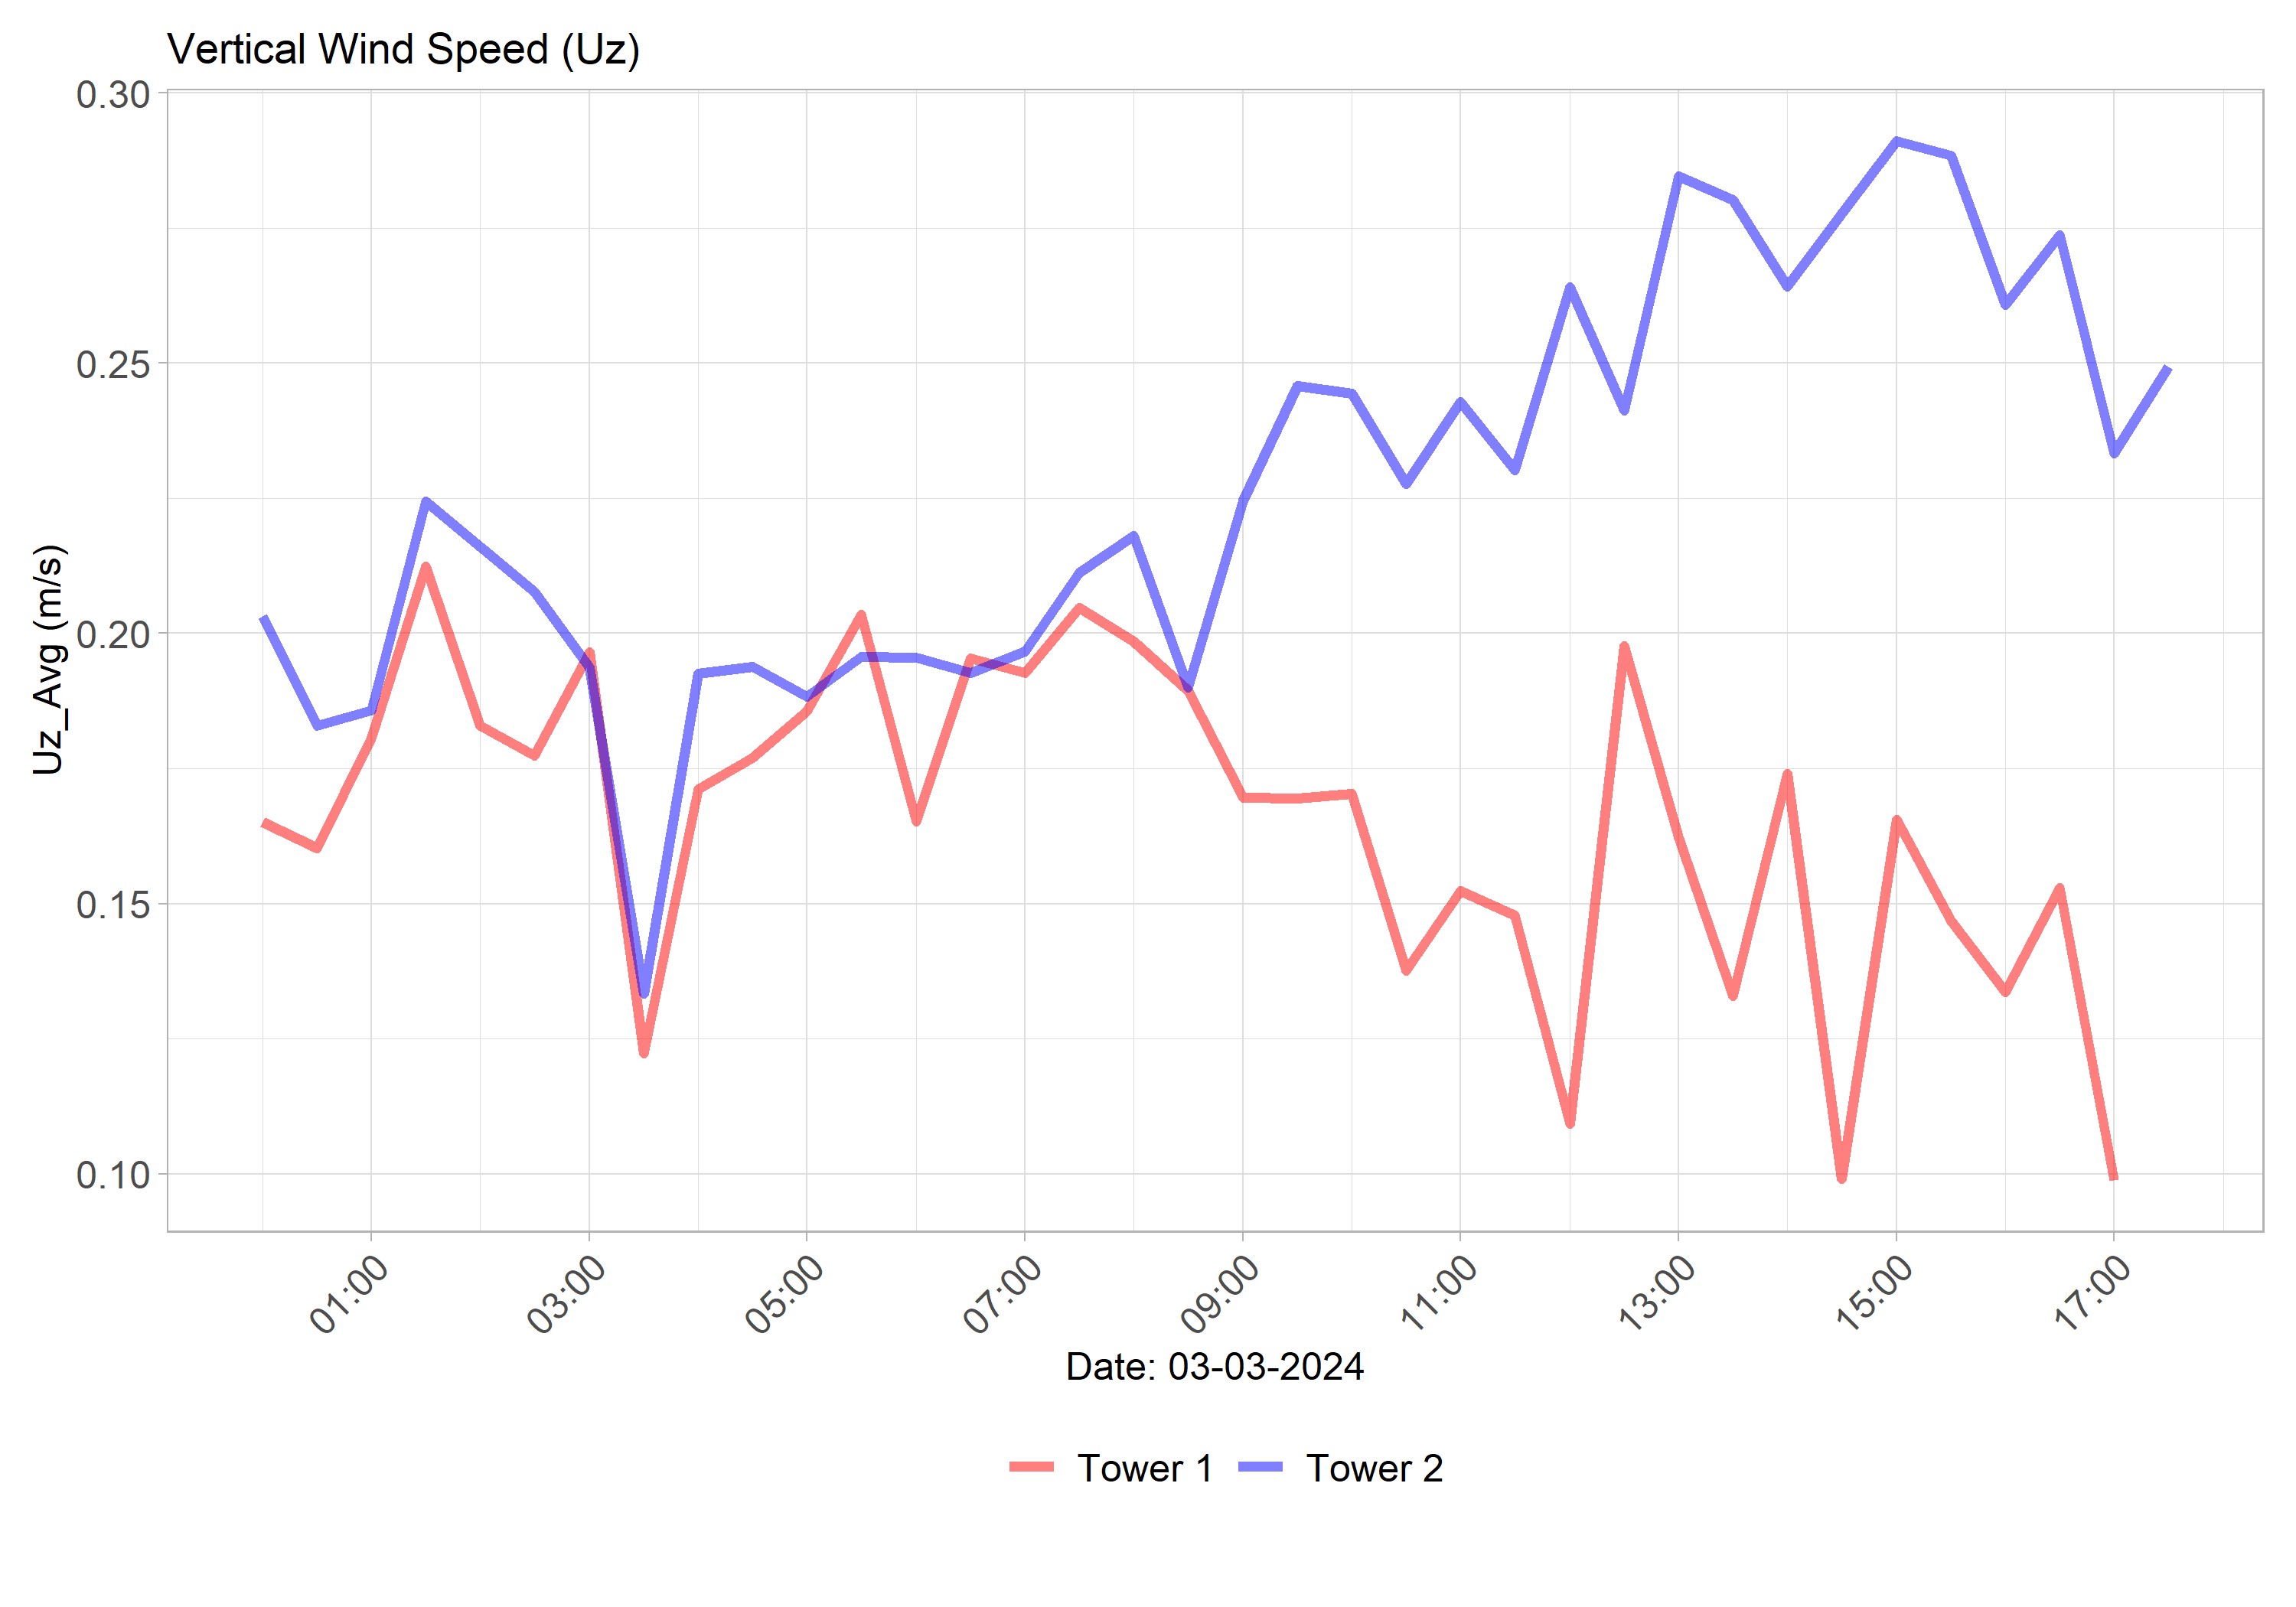 Vertical Wind Speed (Uz)
0.30
0.25
0.20
0.15
0.10
Uz_Avg (m/s)
01:00 03:00 05:00 07:00 09:00 11:00 13:00 15:00 17:00
Date: 03-03-2024
Tower 1 Tower 2